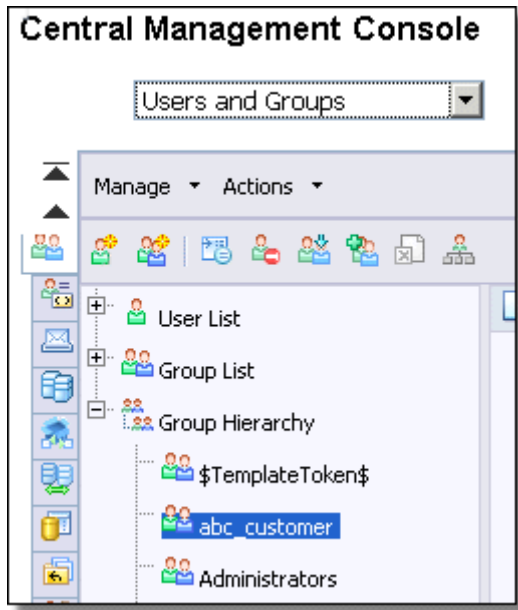 Central Management Console
Users and Groups
Manage Actions
User List
Group List
Group Hierarchy
$TemplateToken$
abc_customer
Administrators